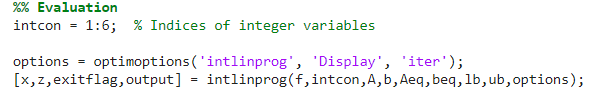 %% Evaluation
intcon = 1:6;  % Indices of integer variables
options = optimoptions('intlinprog', 'Display', 'iter');
[x,z,exitflag,output] = intlinprog(f,intcon,A,b,Aeq,beq,lb,ub,options);